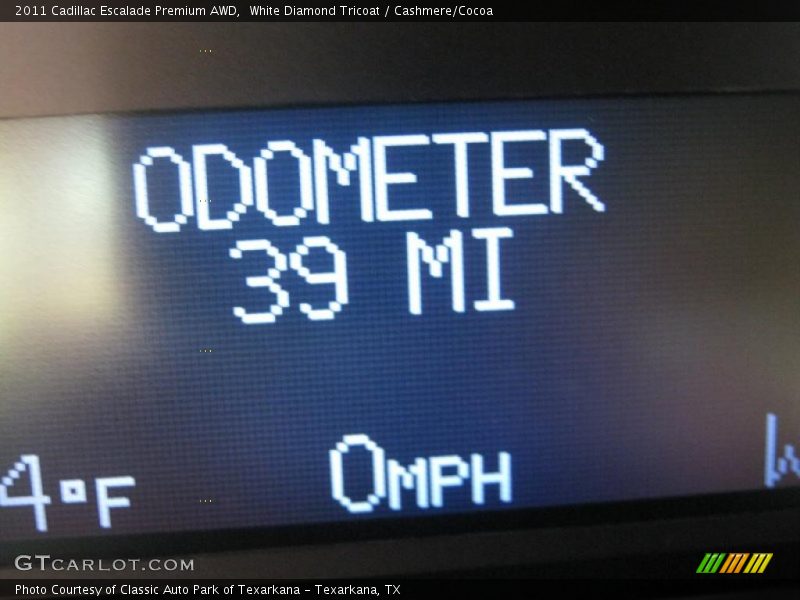 2011 Cadillac Escalade Premium AWD,  White Diamond Tricoat / Cashmere/Cocoa
ODOMETER
39 MI
4°F
0MPH
GTCARLOT.COM
Photo Courtesy of Classic Auto Park of Texarkana - Texarkana, TX